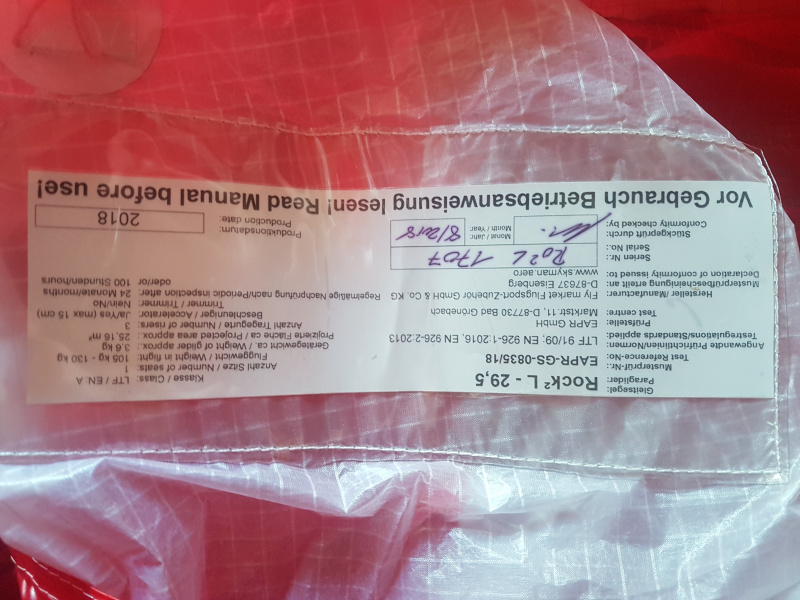 Gleitsegel:
Paraglider: Rock² L - 29,5
Musterprüf-Nr.:
Test Reference-No: EAPR-GS-0835/18
Angewandte Prüfrichtlinien/Normen:
Testregulations/Standards applied: LTF 91/09; EN 926-1:2016, EN 926-2:2013
Prüfstelle: EAPR GmbH
Test centre: Marktstr. 11, 87730 Bad Grönebach
Hersteller/Manufacturer: Fly market Flugsport-Zubehör GmbH & Co. KG
Musterprüfbescheinigung erteilt an: D-87637 Eisenberg
Declaration of conformity issued to: www.skyman.aero
Serien Nr.:
Serial No.: Ro²L 1707
Stückgeprüft durch: Monat / Jahr: 8/2018
Conformity checked by: Month / Year
Klasse / Class: LTF / EN: A
Anzahl Sitze / Number of seats: 1
Fluggewicht / Weight in flight: 105 kg - 130 kg
Gerätegewicht ca. / Weight of glider approx.: 3,6 kg
Projizierte Fläche ca / Projected area approx.: 25,16 m²
Anzahl Tragegurte / Number of risers: 3
Beschleuniger / Accelerator: Ja/Yes (max 15 cm)
Trimmer / Trimmer: Nein/No
Regelmäßige Nachprüfung nach/Periodic inspection after: 24 Monate/months
oder/or 100 Stunden/hours
Produktionsdatum:
Production date: 2018
Vor Gebrauch Betriebsanweisung lesen! Read Manual before use!